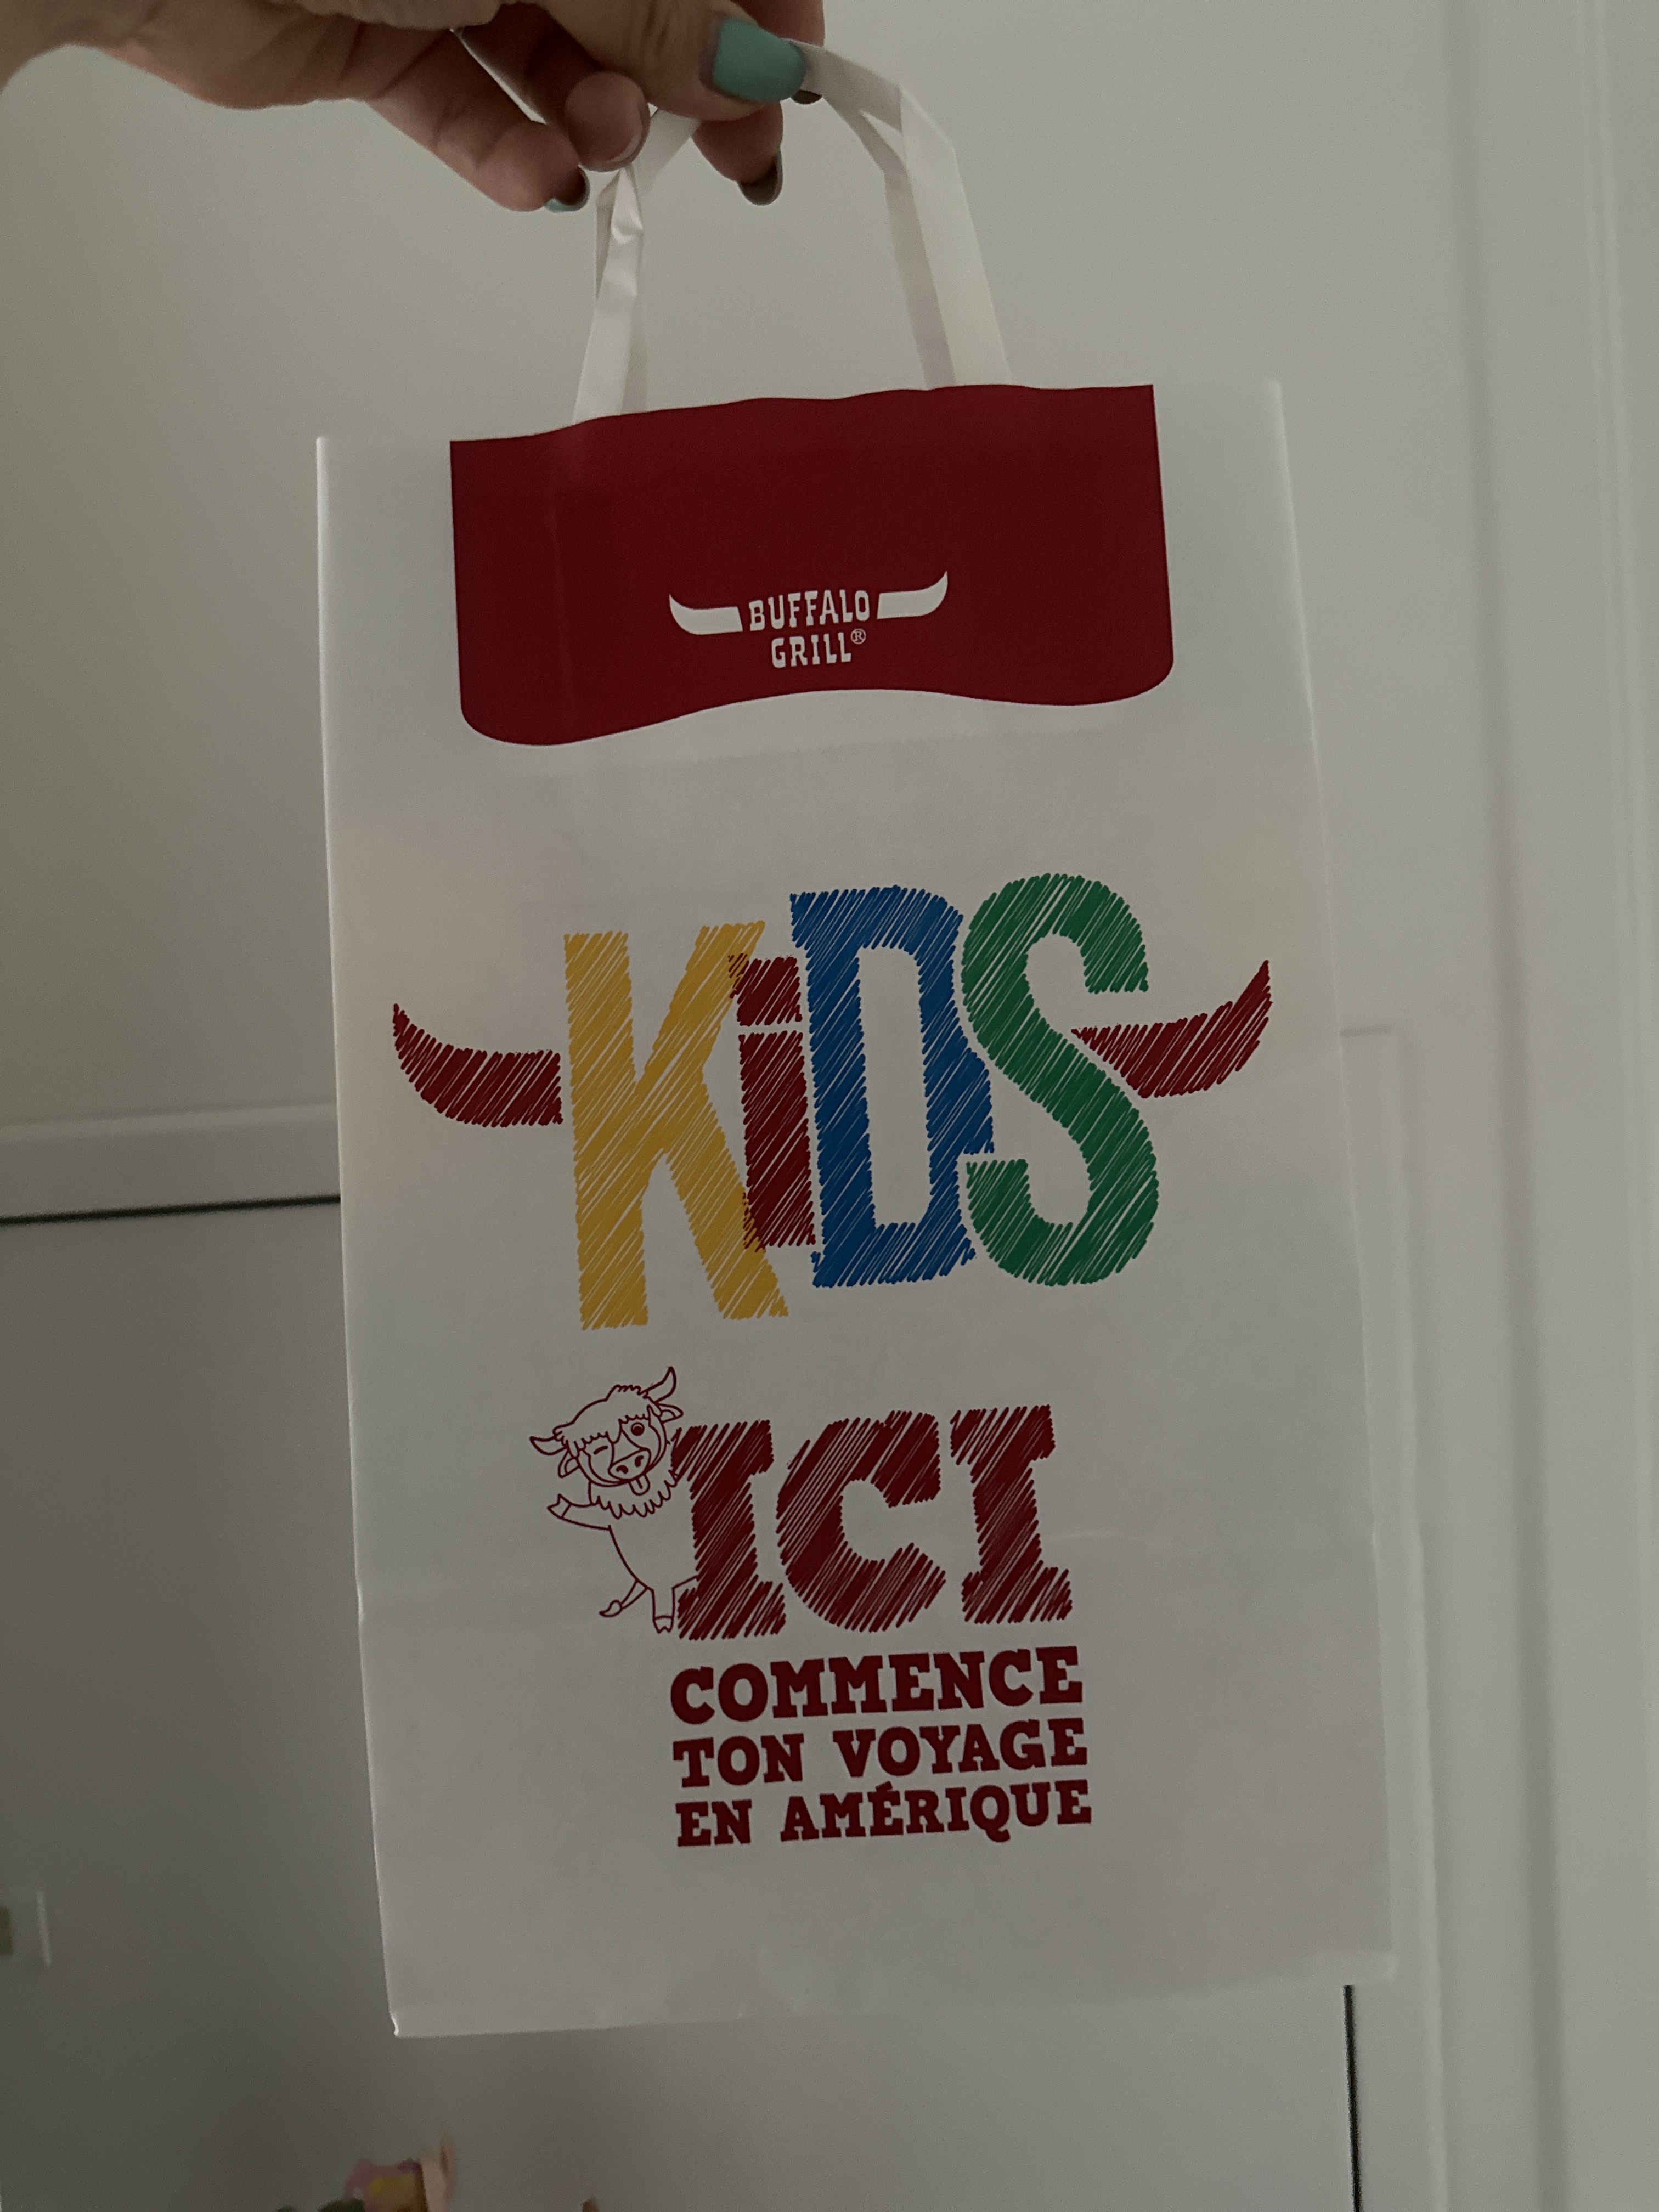 BUFFALO
GRILL®
KiDS
ICI
COMMENCE
TON VOYAGE
EN AMÉRIQUE